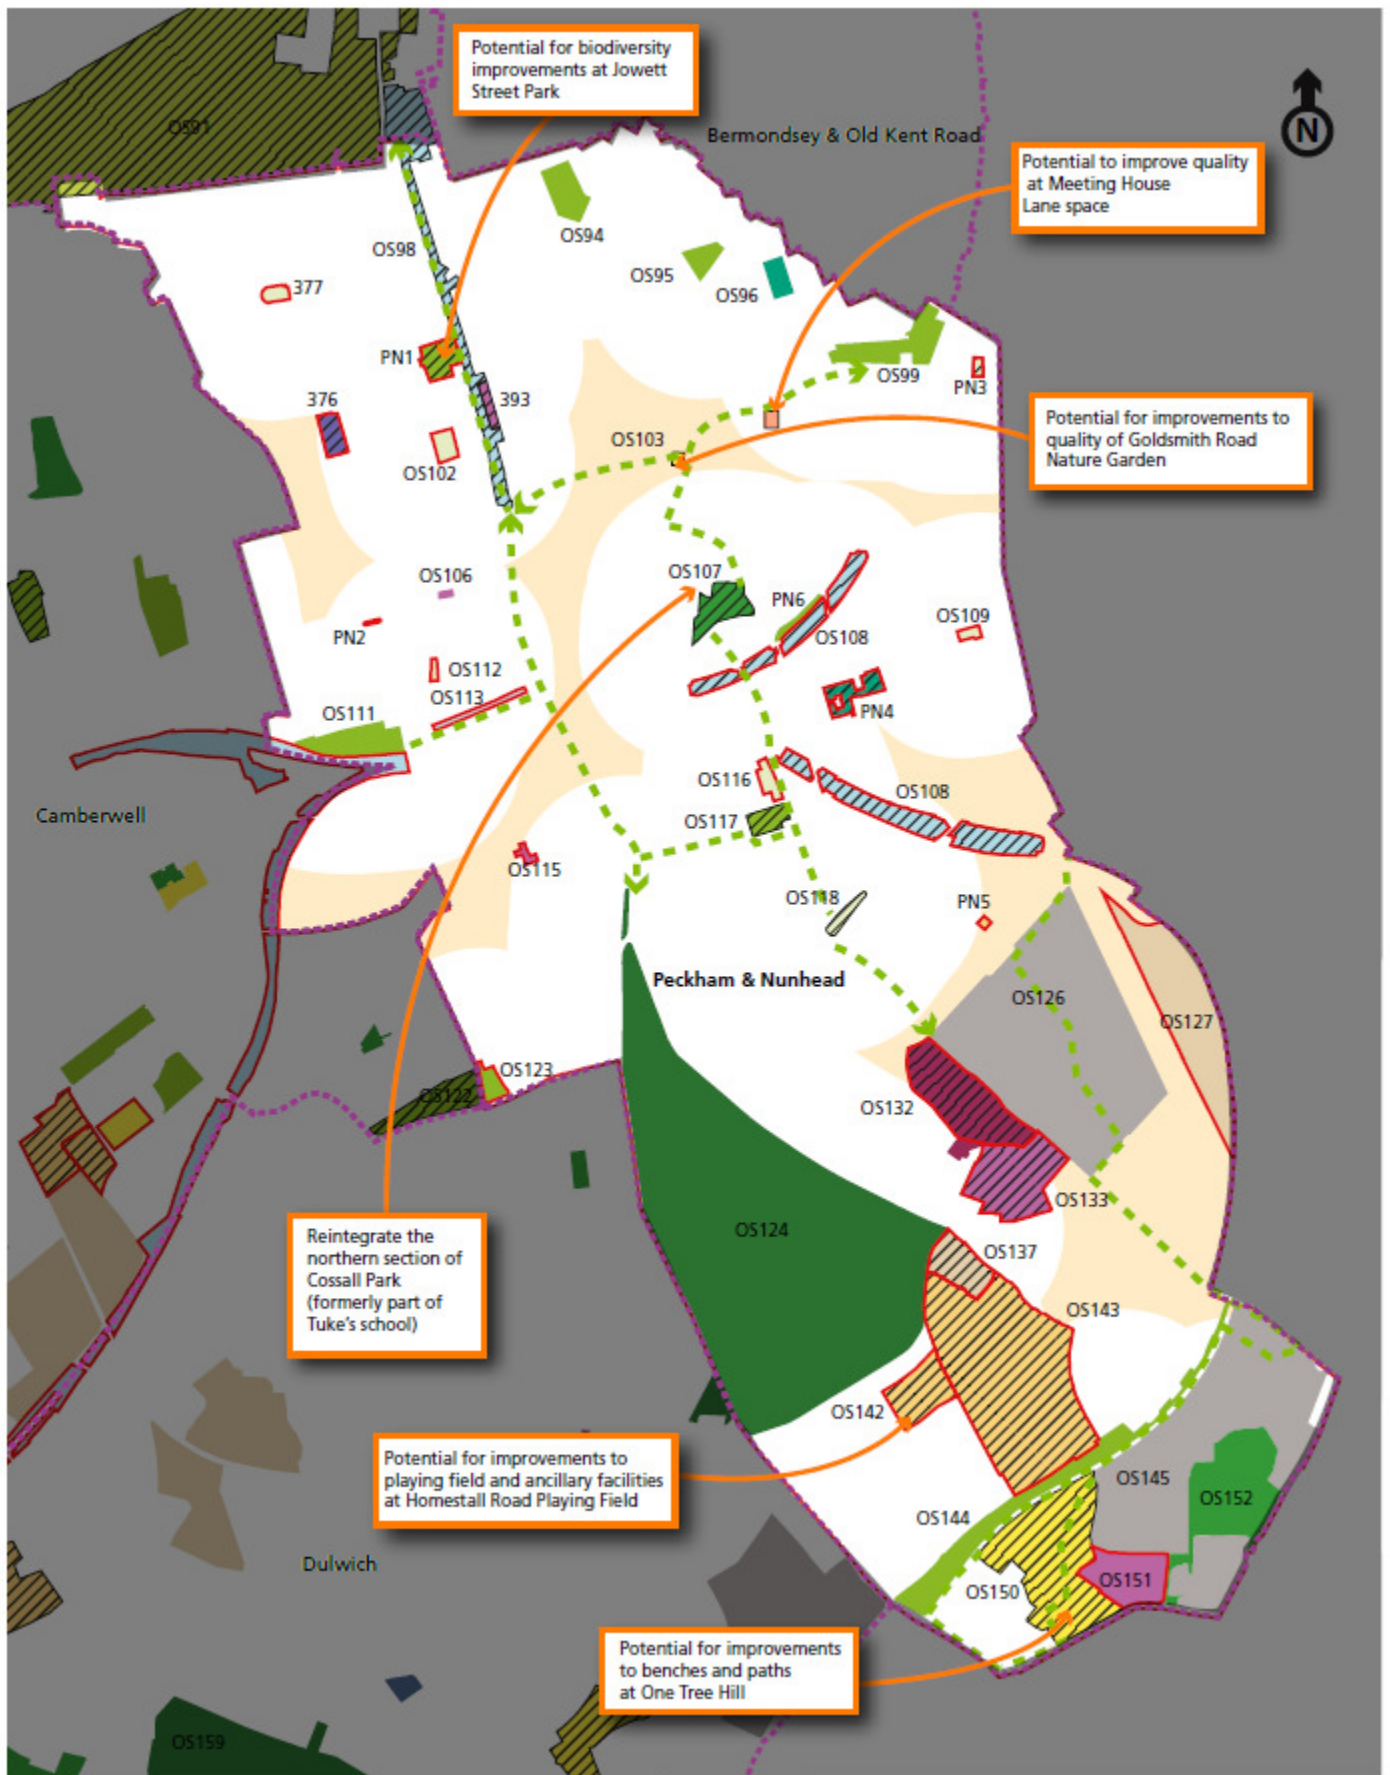 Potential for biodiversity
improvements at Jowett
Street Park
OS91
Bermondsey & Old Kent Road
N
Potential to improve quality
at Meeting House
Lane space
OS98
OS94
OS95
OS96
377
PN1
OS99
PN3
376
393
OS102
OS103
Potential for improvements to
quality of Goldsmith Road
Nature Garden
OS106
OS107
PN6
OS108
OS109
PN2
OS112
OS113
OS111
PN4
OS116
OS108
Camberwell
OS117
OS115
OS118
PN5
Peckham & Nunhead
OS126
OS127
OS123
OS122
OS132
OS133
OS124
Reintegrate the
northern section of
Cossall Park
(formerly part of
Tuke's school)
OS137
OS143
OS142
Potential for improvements to
playing field and ancillary facilities
at Homestall Road Playing Field
OS145
OS152
OS144
Dulwich
OS150
OS151
Potential for improvements
to benches and paths
at One Tree Hill
OS159